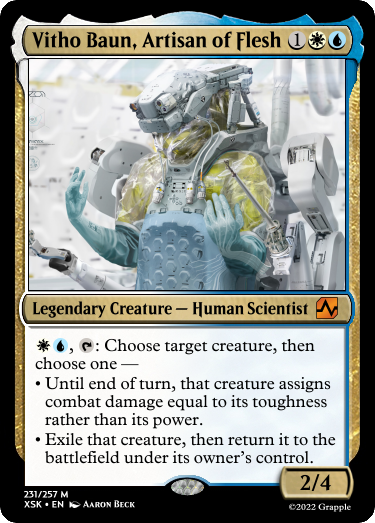 Vitho Baun, Artisan of Flesh 1
Legendary Creature — Human Scientist
, : Choose target creature, then
choose one —
• Until end of turn, that creature assigns
combat damage equal to its toughness
rather than its power.
• Exile that creature, then return it to the
battlefield under its owner's control.
2/4
231/257 M
XSK • EN Aaron Beck
©2022 Grapple